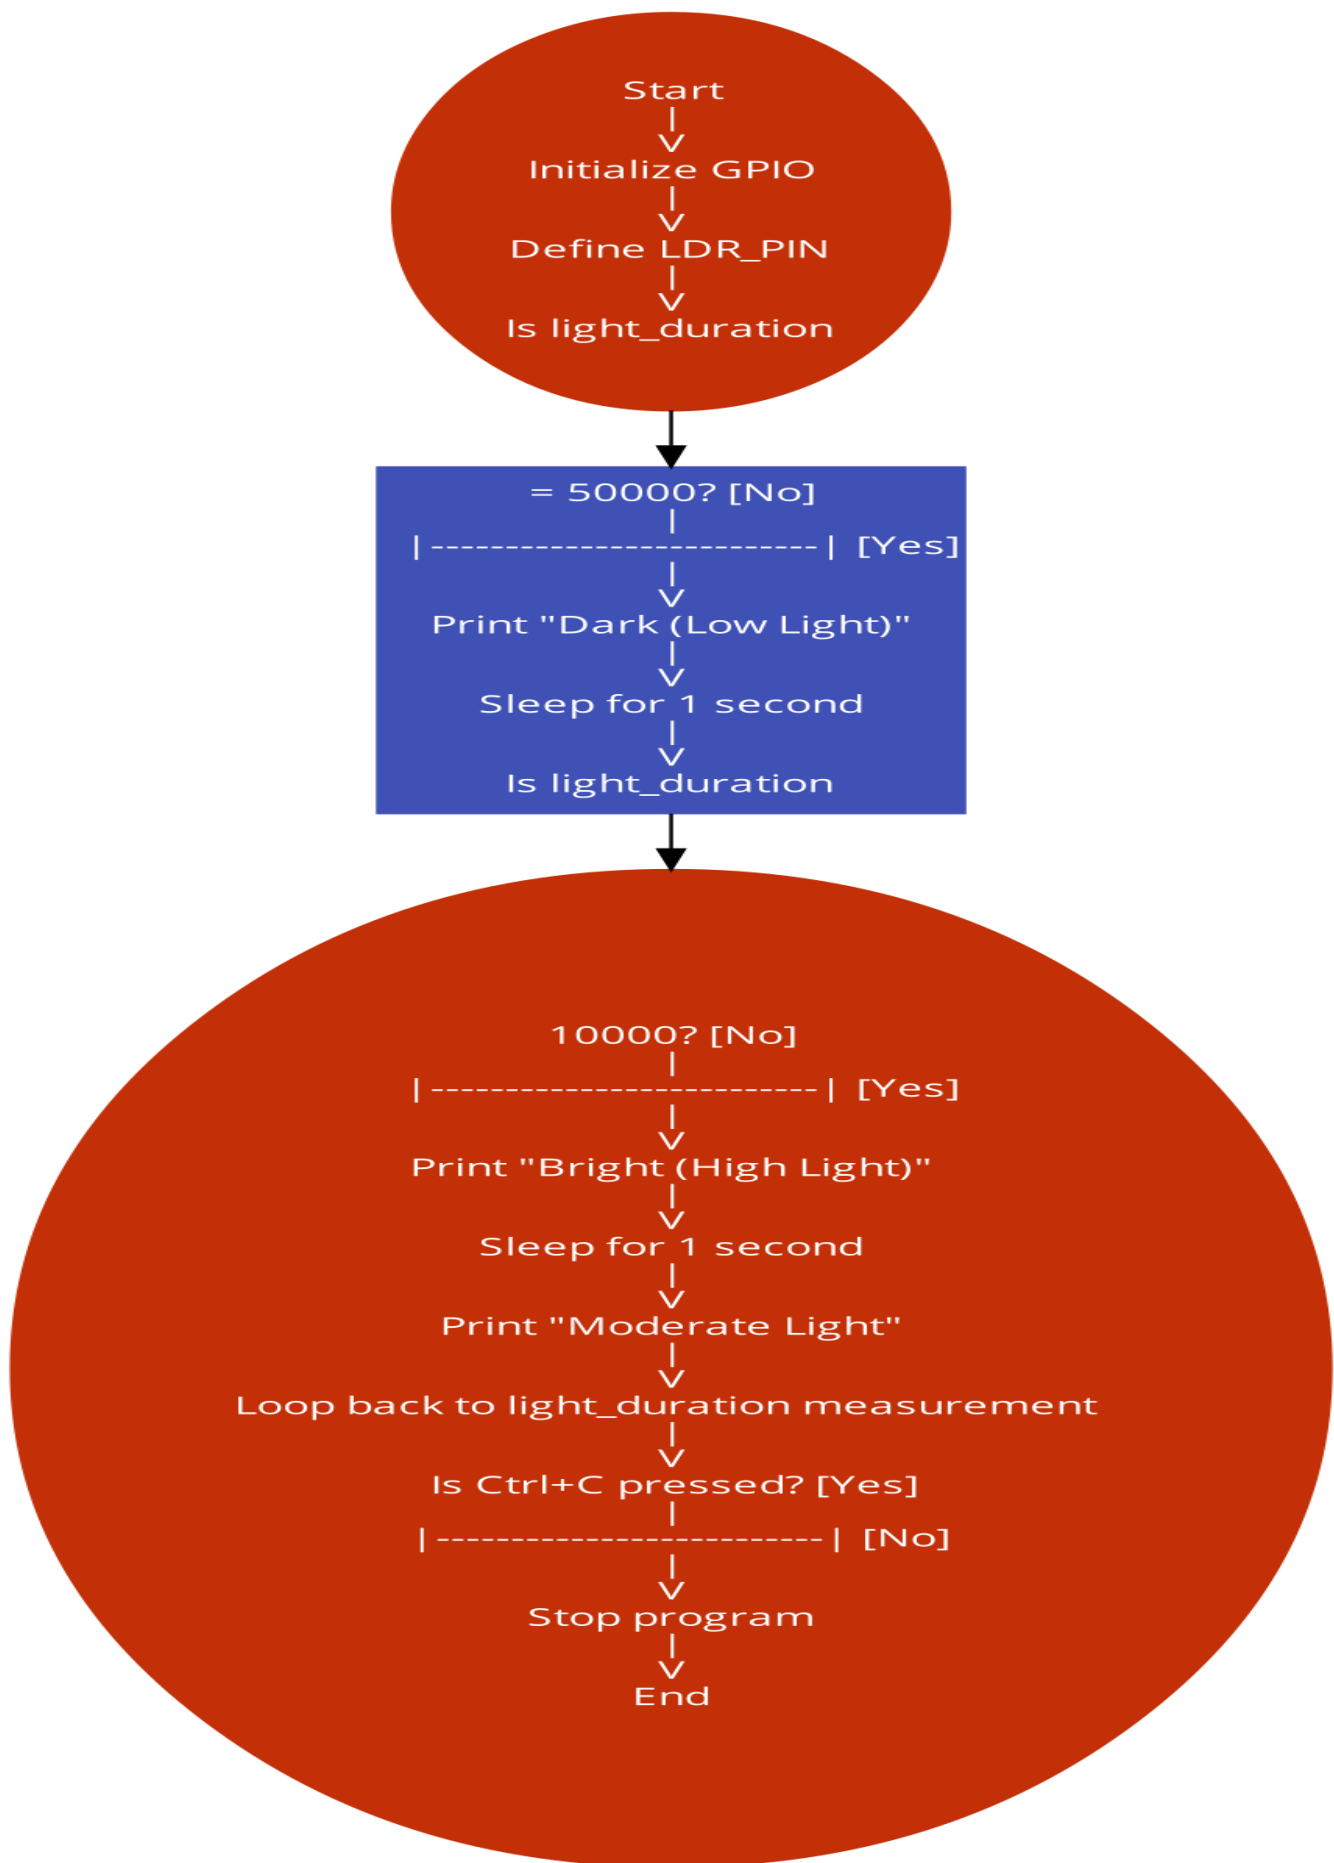 Start
|
V
Initialize GPIO
|
V
Define LDR_PIN
|
V
Is light_duration
= 50000? [No]
|
|--------------------------| [Yes]
|
V
Print "Dark (Low Light)"
|
V
Sleep for 1 second
|
V
Is light_duration
10000? [No]
|
|--------------------------| [Yes]
|
V
Print "Bright (High Light)"
|
V
Sleep for 1 second
|
V
Print "Moderate Light"
|
V
Loop back to light_duration measurement
|
V
Is Ctrl+C pressed? [Yes]
|
|--------------------------| [No]
|
V
Stop program
|
V
End